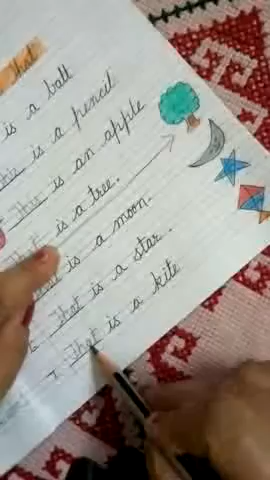 That
is a ball
This is a pencil
This is an apple
That is a tree.
is a moon.
That is a star.
7. That is a kite